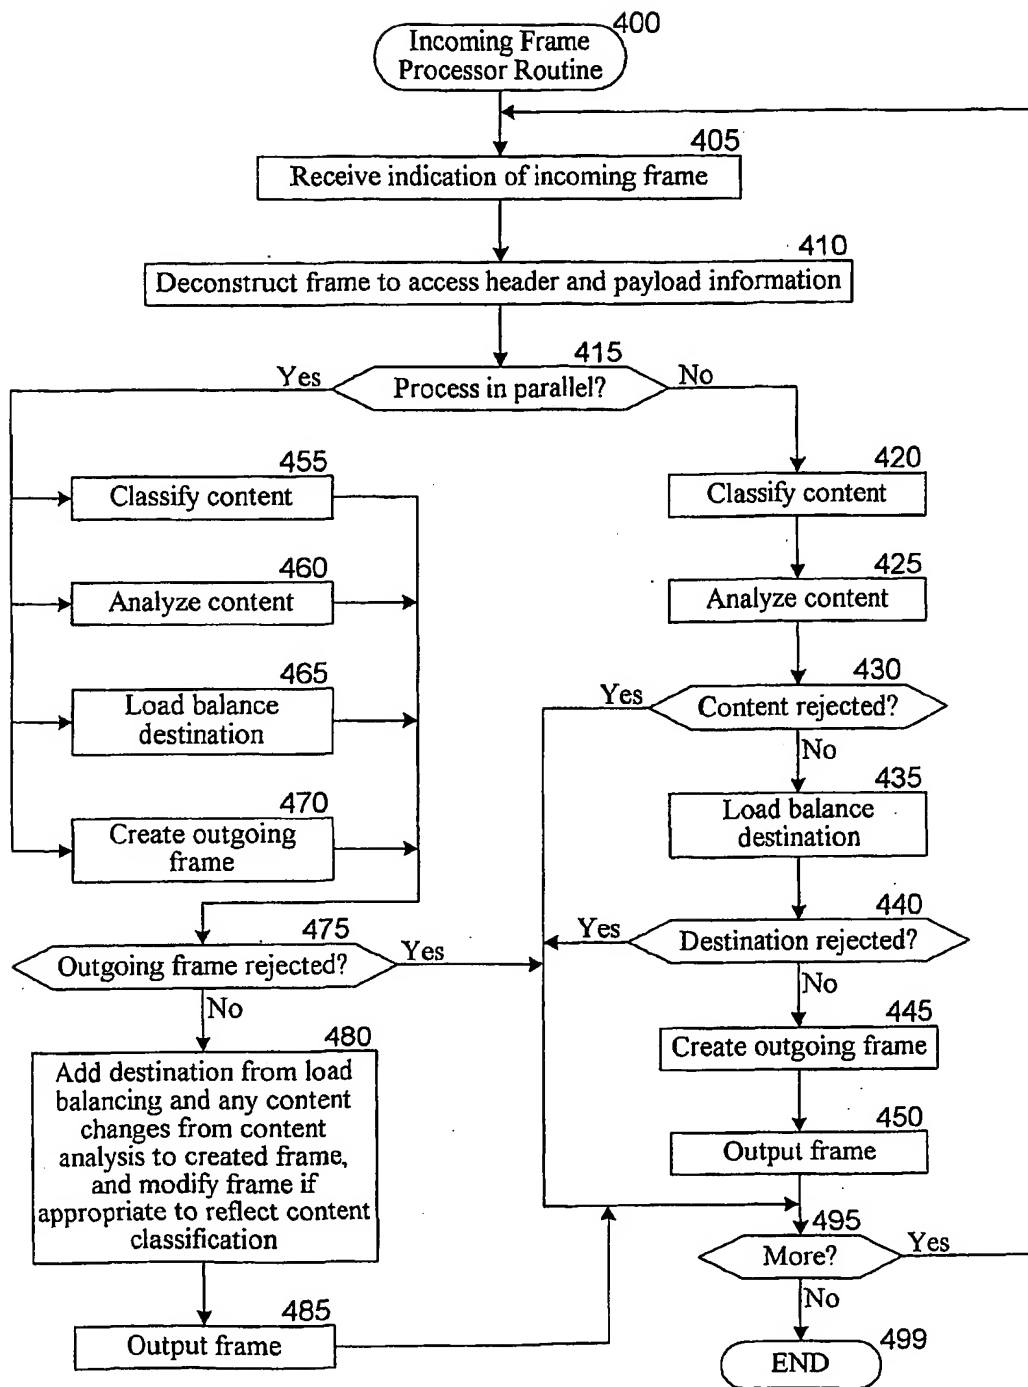 400
Incoming Frame
Processor Routine
405
Receive indication of incoming frame
410
Deconstruct frame to access header and payload information
415
Yes
Process in parallel?
No
455
Classify content
460
Analyze content
465
Load balance
destination
470
Create outgoing
frame
475
Outgoing frame rejected?
Yes
No
480
Add destination from load
balancing and any content
changes from content
analysis to created frame,
and modify frame if
appropriate to reflect content
classification
485
Output frame
420
Classify content
425
Analyze content
430
Yes
Content rejected?
No
435
Load balance
destination
440
Yes
Destination rejected?
No
445
Create outgoing frame
450
Output frame
495
More?
Yes
No
499
END